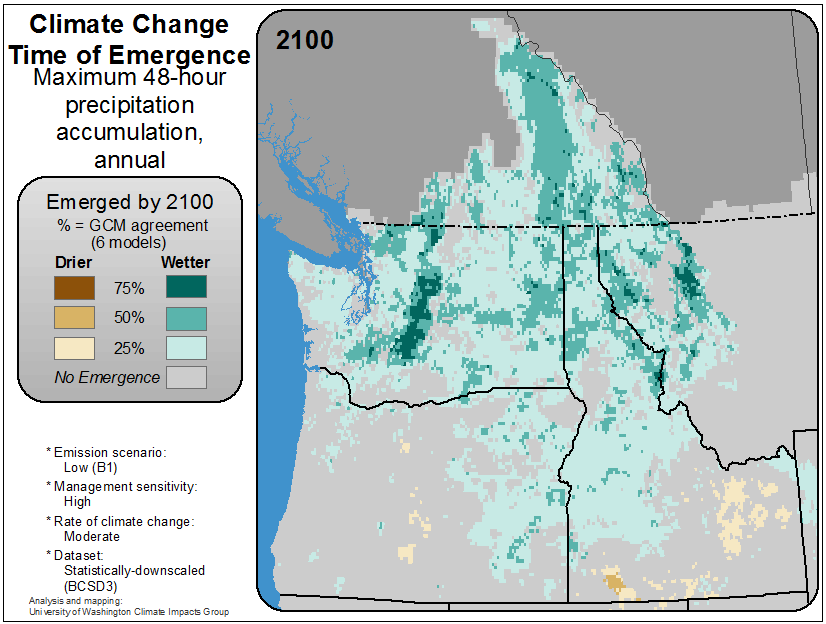 Climate Change
Time of Emergence
Maximum 48-hour
precipitation
accumulation,
annual
Emerged by 2100
% = GCM agreement
(6 models)
Drier Wetter
75%
50%
25%
No Emergence
* Emission scenario:
Low (B1)
* Management sensitivity:
High
* Rate of climate change:
Moderate
* Dataset:
Statistically-downscaled
(BCSD3)
Analysis and mapping:
University of Washington Climate Impacts Group
2100